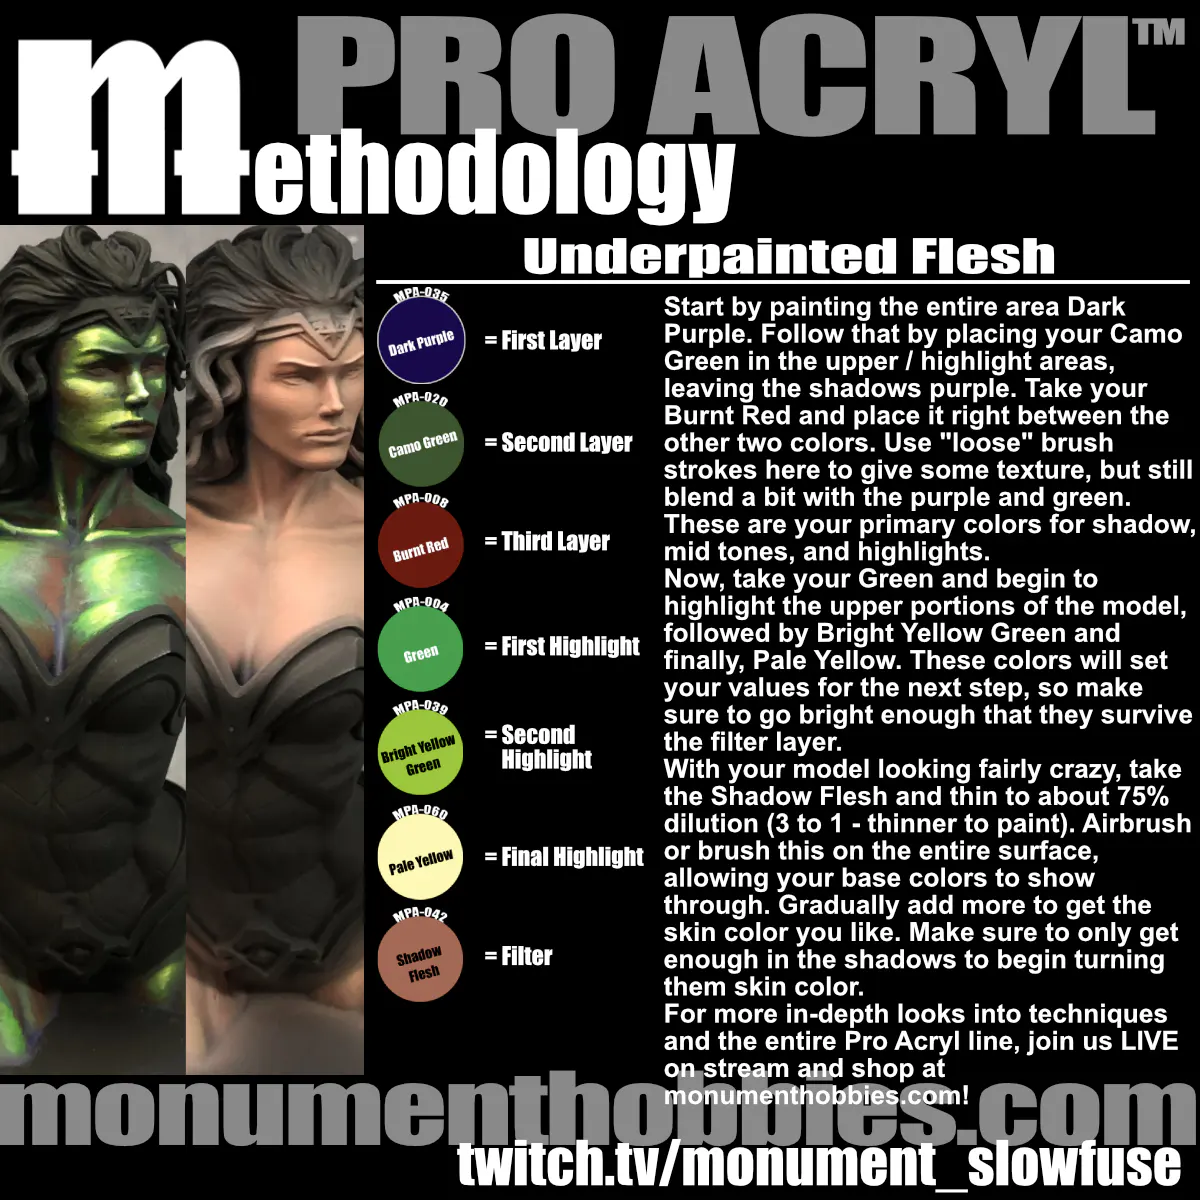 PRO ACRYL™
methodology
Underpainted Flesh
MPA-035
Dark Purple
= First Layer
MPA-020
Camo Green
= Second Layer
MPA-008
Burnt Red
= Third Layer
MPA-004
Green
= First Highlight
MPA-039
Bright Yellow
Green
= Second
Highlight
MPA-060
Pale Yellow
= Final Highlight
MPA-042
Shadow
Flesh
= Filter
Start by painting the entire area Dark
Purple. Follow that by placing your Camo
Green in the upper / highlight areas,
leaving the shadows purple. Take your
Burnt Red and place it right between the
other two colors. Use "loose" brush
strokes here to give some texture, but still
blend a bit with the purple and green.
These are your primary colors for shadow,
mid tones, and highlights.
Now, take your Green and begin to
highlight the upper portions of the model,
followed by Bright Yellow Green and
finally, Pale Yellow. These colors will set
your values for the next step, so make
sure to go bright enough that they survive
the filter layer.
With your model looking fairly crazy, take
the Shadow Flesh and thin to about 75%
dilution (3 to 1 - thinner to paint). Airbrush
or brush this on the entire surface,
allowing your base colors to show
through. Gradually add more to get the
skin color you like. Make sure to only get
enough in the shadows to begin turning
them skin color.
For more in-depth looks into techniques
and the entire Pro Acryl line, join us LIVE
on stream and shop at
monumenthobbies.com!
monumenthobbies.com
twitch.tv/monument_slowfuse